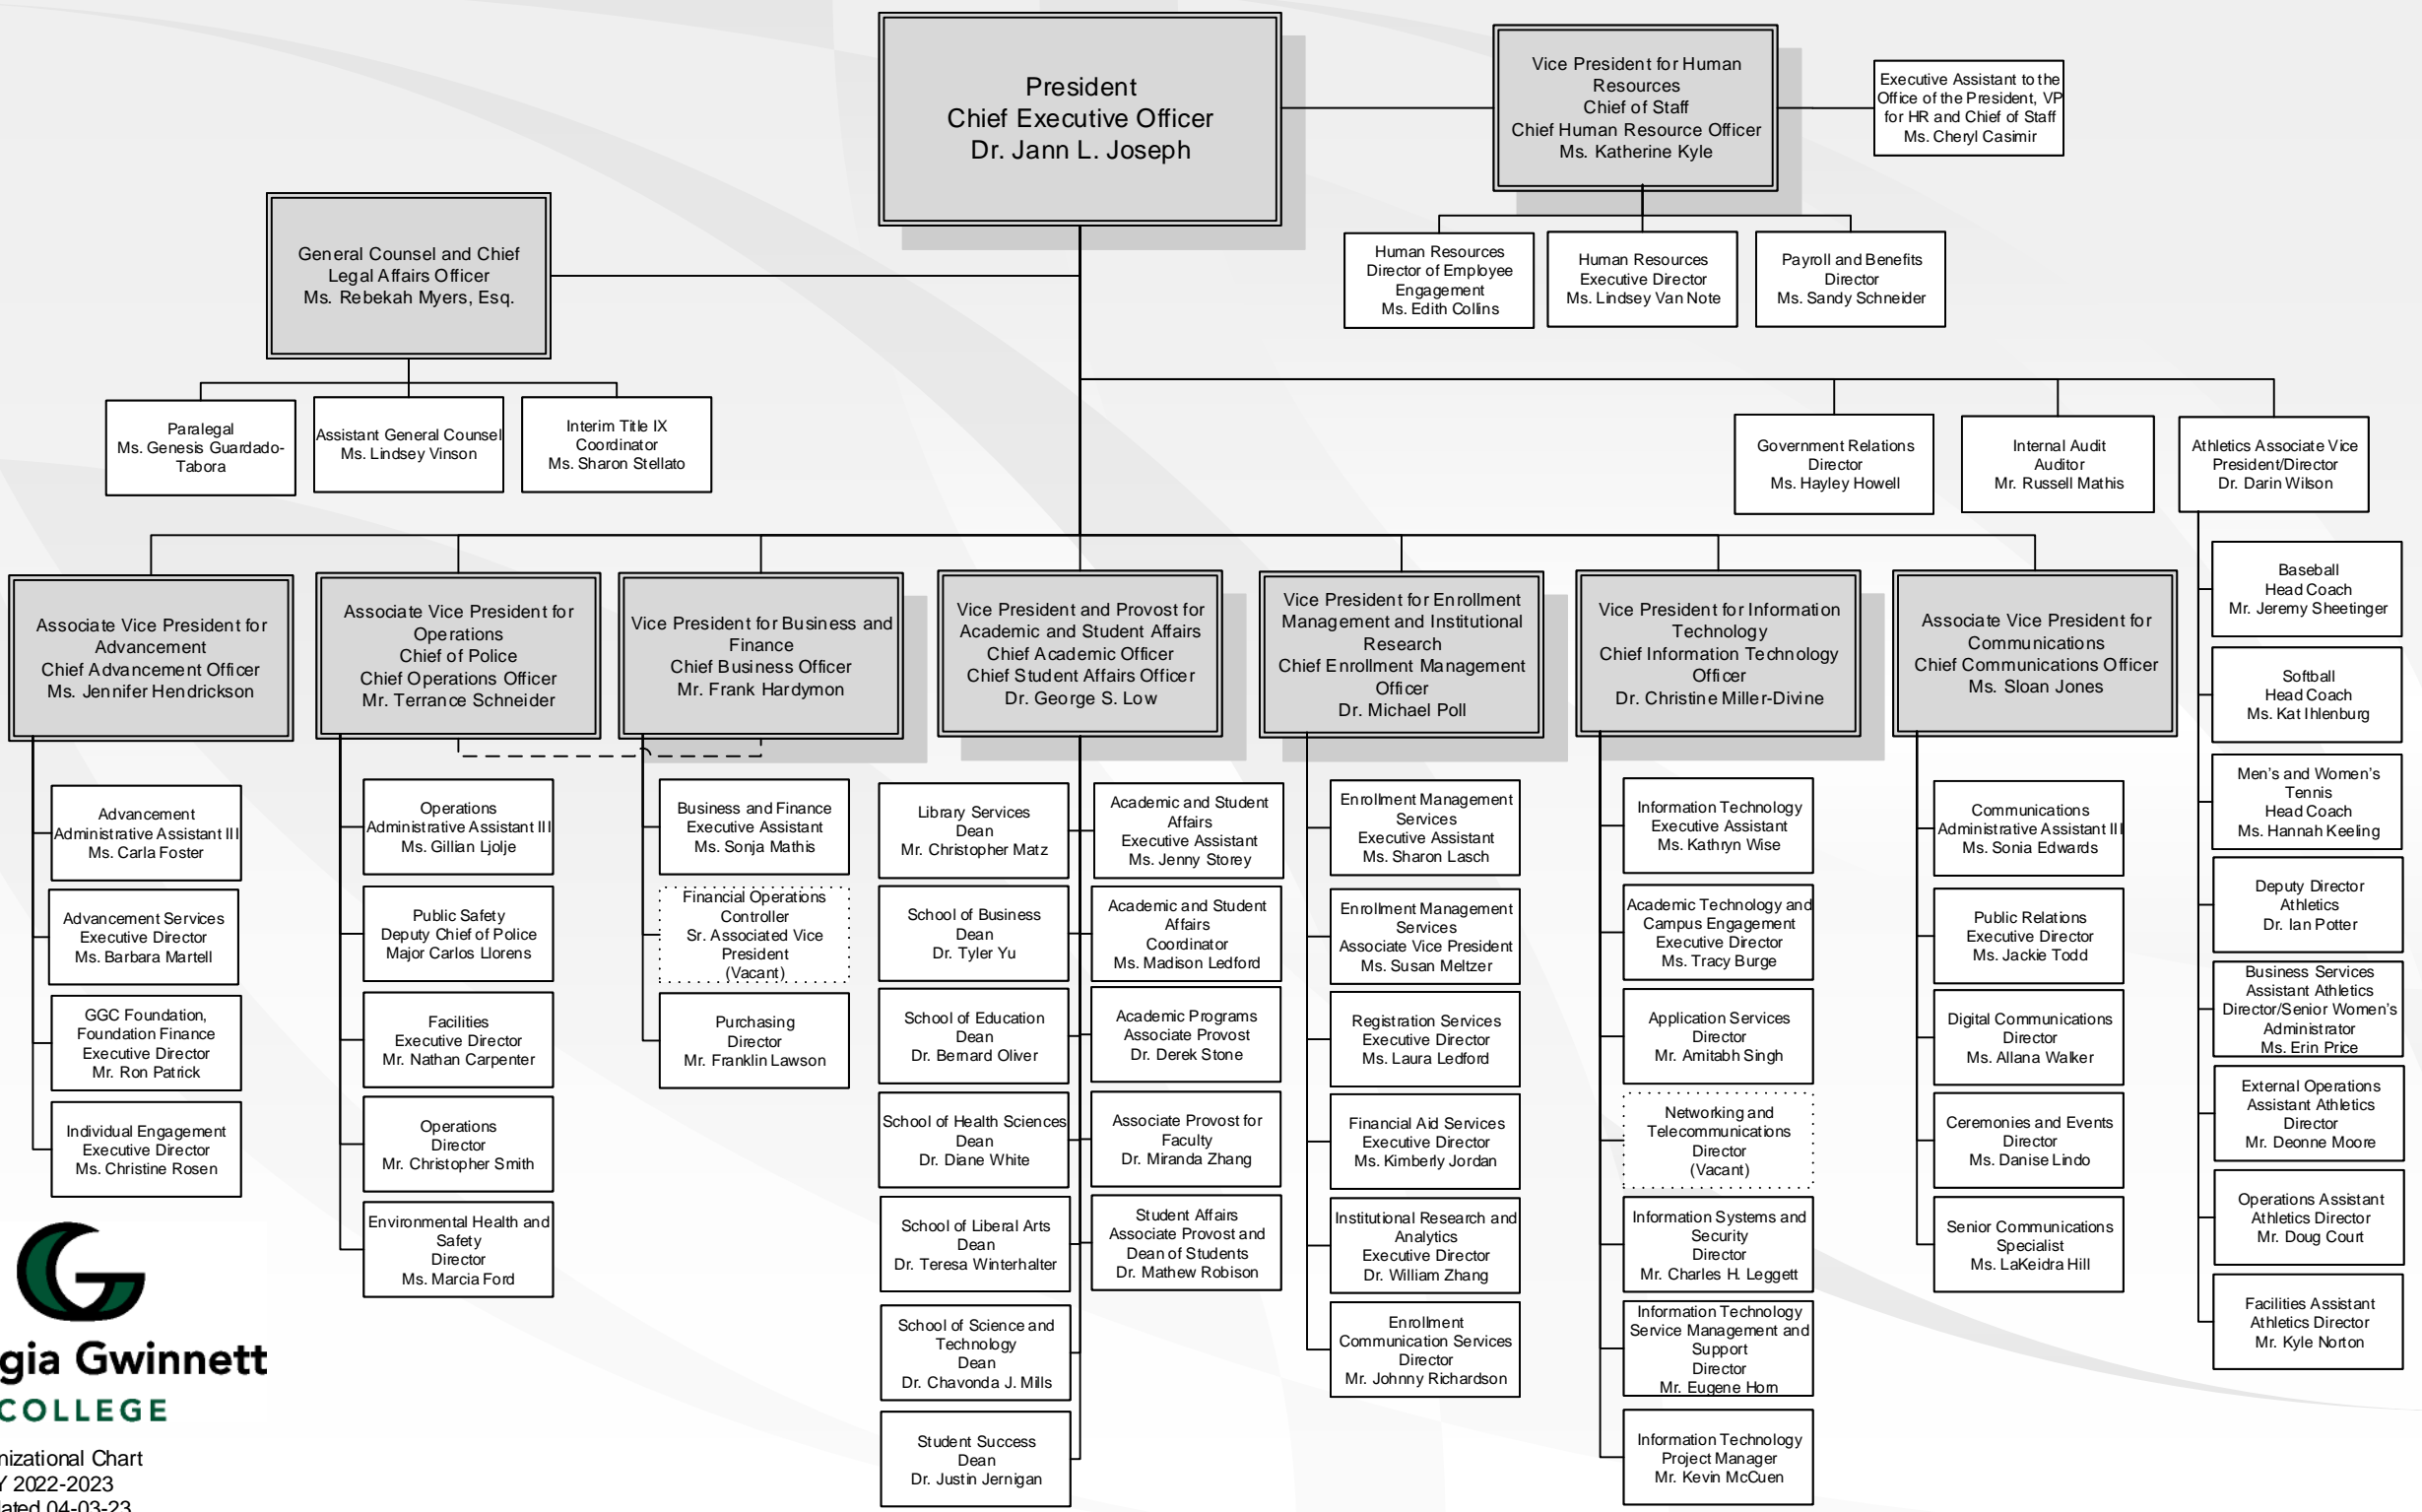 President
Chief Executive Officer
Dr. Jann L. Joseph
Vice President for Human
Resources
Chief of Staff
Chief Human Resource Officer
Ms. Katherine Kyle
Executive Assistant to the
Office of the President, VP
for HR and Chief of Staff
Ms. Cheryl Casimir
General Counsel and Chief
Legal Affairs Officer
Ms. Rebekah Myers, Esq.
Human Resources
Director of Employee
Engagement
Ms. Edith Collins
Human Resources
Executive Director
Ms. Lindsey Van Note
Payroll and Benefits
Director
Ms. Sandy Schneider
Paralegal
Ms. Genesis Guardado-
Tabora
Assistant General Counsel
Ms. Lindsey Vinson
Interim Title IX
Coordinator
Ms. Sharon Stellato
Government Relations
Director
Ms. Hayley Howell
Internal Audit
Auditor
Mr. Russell Mathis
Athletics Associate Vice
President/Director
Dr. Darin Wilson
Associate Vice President for
Advancement
Chief Advancement Officer
Ms. Jennifer Hendrickson
Associate Vice President for
Operations
Chief of Police
Chief Operations Officer
Mr. Terrance Schneider
Vice President for Business and
Finance
Chief Business Officer
Mr. Frank Hardymon
Vice President and Provost for
Academic and Student Affairs
Chief Academic Officer
Chief Student Affairs Officer
Dr. George S. Low
Vice President for Enrollment
Management and Institutional
Research
Chief Enrollment Management
Officer
Dr. Michael Poll
Vice President for Information
Technology
Chief Information Technology
Officer
Dr. Christine Miller-Divine
Associate Vice President for
Communications
Chief Communications Officer
Ms. Sloan Jones
Advancement
Administrative Assistant III
Ms. Carla Foster
Advancement Services
Executive Director
Ms. Barbara Martell
GGC Foundation,
Foundation Finance
Executive Director
Mr. Ron Patrick
Individual Engagement
Executive Director
Ms. Christine Rosen
Operations
Administrative Assistant III
Ms. Gillian Ljolje
Public Safety
Deputy Chief of Police
Major Carlos Llorens
Facilities
Executive Director
Mr. Nathan Carpenter
Operations
Director
Mr. Christopher Smith
Environmental Health and
Safety
Director
Ms. Marcia Ford
Business and Finance
Executive Assistant
Ms. Sonja Mathis
Financial Operations
Controller
Sr. Associated Vice
President
(Vacant)
Purchasing
Director
Mr. Franklin Lawson
Library Services
Dean
Mr. Christopher Matz
School of Business
Dean
Dr. Tyler Yu
School of Education
Dean
Dr. Bernard Oliver
School of Health Sciences
Dean
Dr. Diane White
School of Liberal Arts
Dean
Dr. Teresa Winterhalter
School of Science and
Technology
Dean
Dr. Chavonda J. Mills
Student Success
Dean
Dr. Justin Jernigan
Academic and Student
Affairs
Executive Assistant
Ms. Jenny Storey
Academic and Student
Affairs
Coordinator
Ms. Madison Ledford
Academic Programs
Associate Provost
Dr. Derek Stone
Associate Provost for
Faculty
Dr. Miranda Zhang
Student Affairs
Associate Provost and
Dean of Students
Dr. Mathew Robison
Enrollment Management
Services
Executive Assistant
Ms. Sharon Lasch
Enrollment Management
Services
Associate Vice President
Ms. Susan Meltzer
Registration Services
Executive Director
Ms. Laura Ledford
Financial Aid Services
Executive Director
Ms. Kimberly Jordan
Institutional Research and
Analytics
Executive Director
Dr. William Zhang
Enrollment
Communication Services
Director
Mr. Johnny Richardson
Information Technology
Executive Assistant
Ms. Kathryn Wise
Academic Technology and
Campus Engagement
Executive Director
Ms. Tracy Burge
Application Services
Director
Mr. Amitabh Singh
Networking and
Telecommunications
Director
(Vacant)
Information Systems and
Security
Director
Mr. Charles H. Leggett
Information Technology
Service Management and
Support
Director
Mr. Eugene Horn
Information Technology
Project Manager
Mr. Kevin McCuen
Communications
Administrative Assistant III
Ms. Sonia Edwards
Public Relations
Executive Director
Ms. Jackie Todd
Digital Communications
Director
Ms. Allana Walker
Ceremonies and Events
Director
Ms. Danise Lindo
Senior Communications
Specialist
Ms. LaKeidra Hill
Baseball
Head Coach
Mr. Jeremy Sheetinger
Softball
Head Coach
Ms. Kat Ihlenburg
Men's and Women's
Tennis
Head Coach
Ms. Hannah Keeling
Deputy Director
Athletics
Dr. Ian Potter
Business Services
Assistant Athletics
Director/Senior Women's
Administrator
Ms. Erin Price
External Operations
Assistant Athletics
Director
Mr. Deonne Moore
Operations Assistant
Athletics Director
Mr. Doug Court
Facilities Assistant
Athletics Director
Mr. Kyle Norton
gia Gwinnett
COLLEGE
nizational Chart
Y 2022-2023
lated 04-03-23